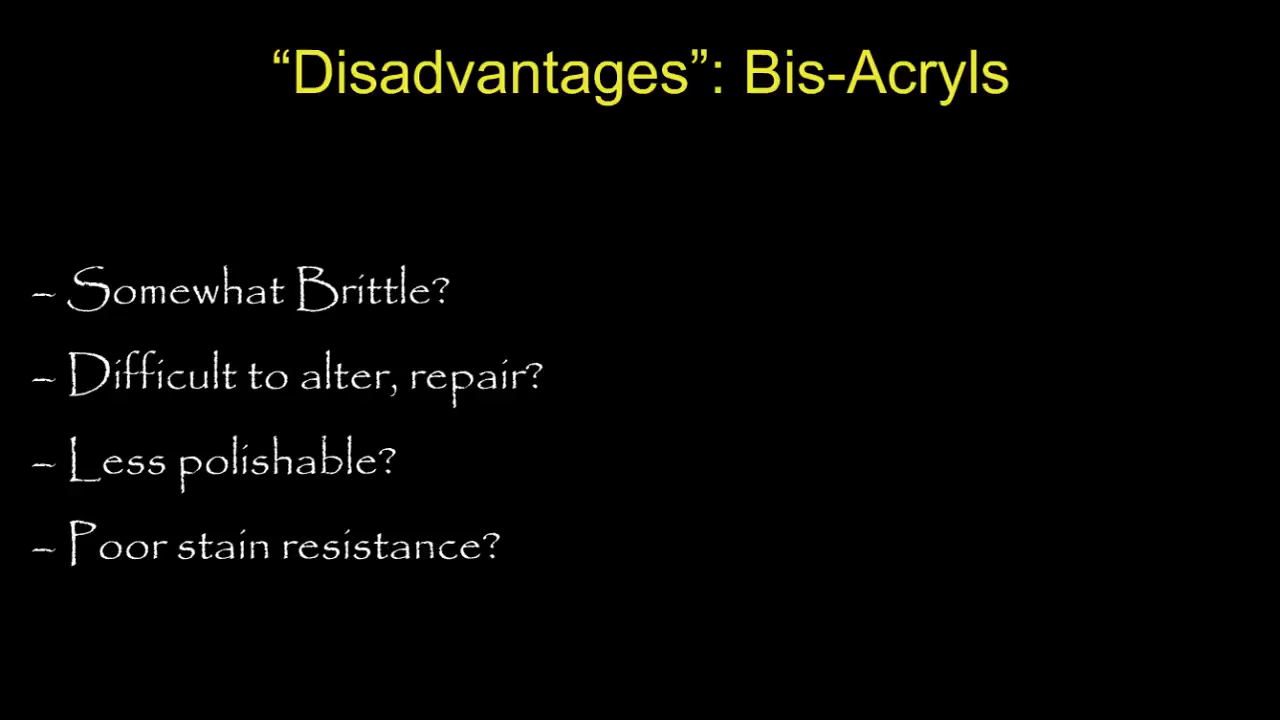 “Disadvantages”: Bis-Acryls
– Somewhat Brittle?
– Difficult to alter, repair?
– Less polishable?
– Poor stain resistance?